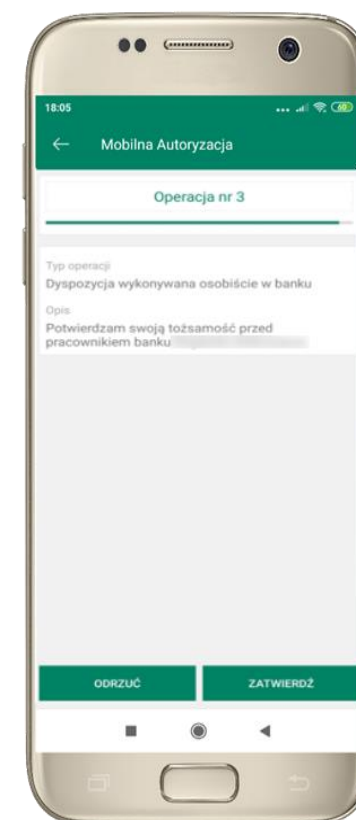 18:05
60
Mobilna Autoryzacja
Operacja nr 3
Typ operacji
Dyspozycja wykonywana osobiście w banku
Opis
Potwierdzam swoją tożsamość przed
pracownikiem banku
ODRZUĆ
ZATWIERDŹ